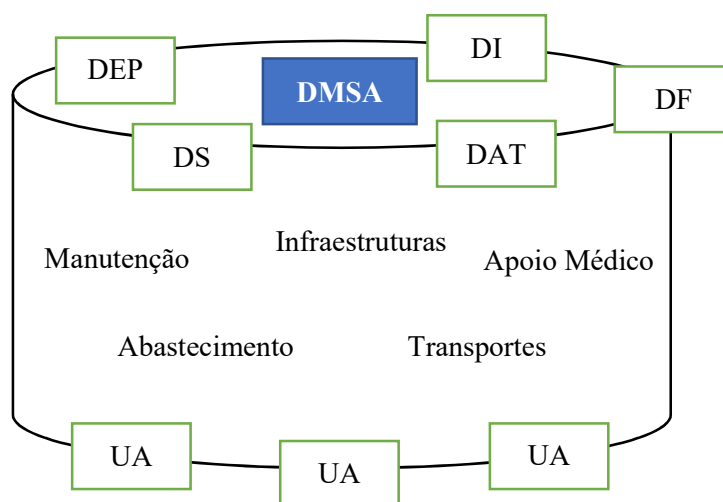 DEP
DI
DMSA
DF
DS
DAT
Manutenção
Infraestruturas
Apoio Médico
Abastecimento
Transportes
UA
UA
UA